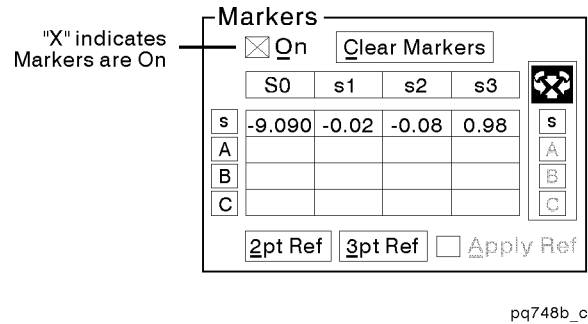 Markers
"X" indicates
Markers are On
On Clear Markers
S0 s1 s2 s3
s -9.090 -0.02 -0.08 0.98 s
A A
B B
C C
2pt Ref 3pt Ref Apply Ref
pq748b_c